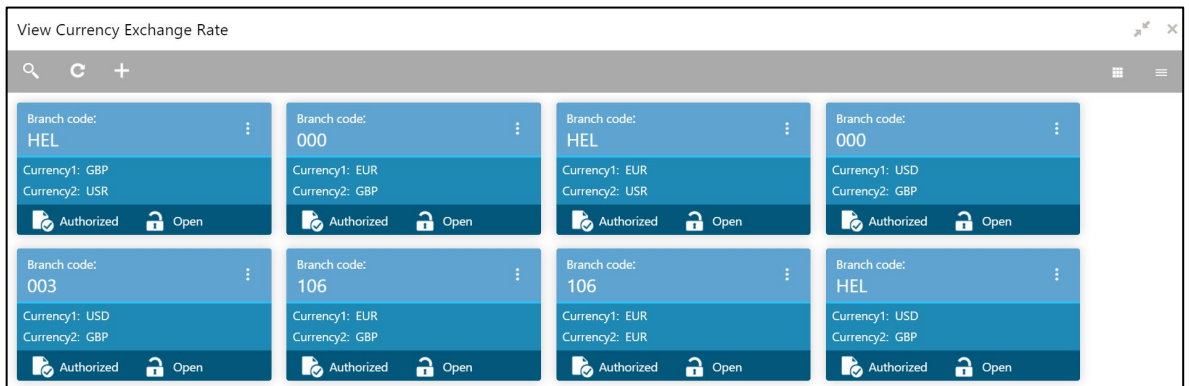 View Currency Exchange Rate
Branch code:
HEL
Currency1: GBP
Currency2: USR
Authorized Open
Branch code:
000
Currency1: EUR
Currency2: GBP
Authorized Open
Branch code:
HEL
Currency1: EUR
Currency2: USR
Authorized Open
Branch code:
000
Currency1: USD
Currency2: GBP
Authorized Open
Branch code:
003
Currency1: USD
Currency2: GBP
Authorized Open
Branch code:
106
Currency1: EUR
Currency2: GBP
Authorized Open
Branch code:
106
Currency1: EUR
Currency2: EUR
Authorized Open
Branch code:
HEL
Currency1: USD
Currency2: GBP
Authorized Open